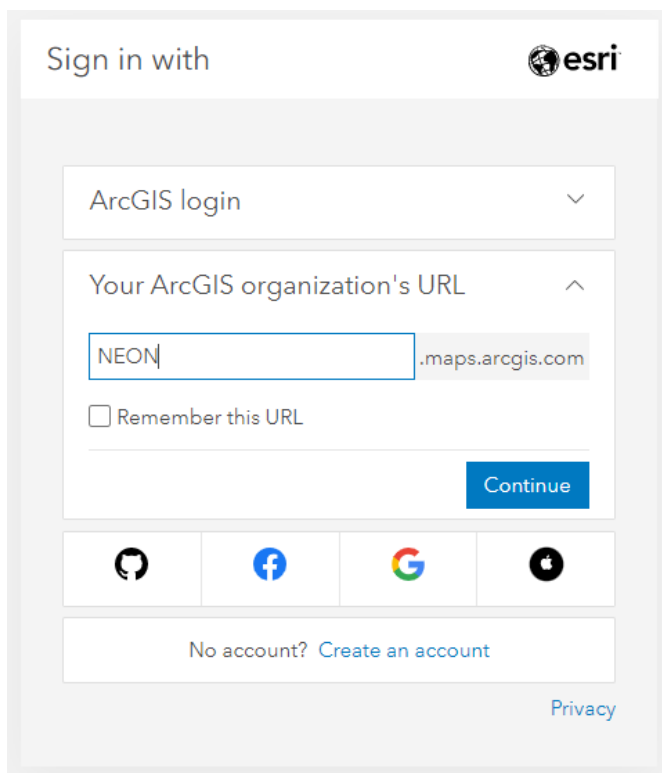 Sign in with
esri
ArcGIS login
Your ArcGIS organization's URL
NEON .maps.arcgis.com
Remember this URL
Continue
No account? Create an account
Privacy